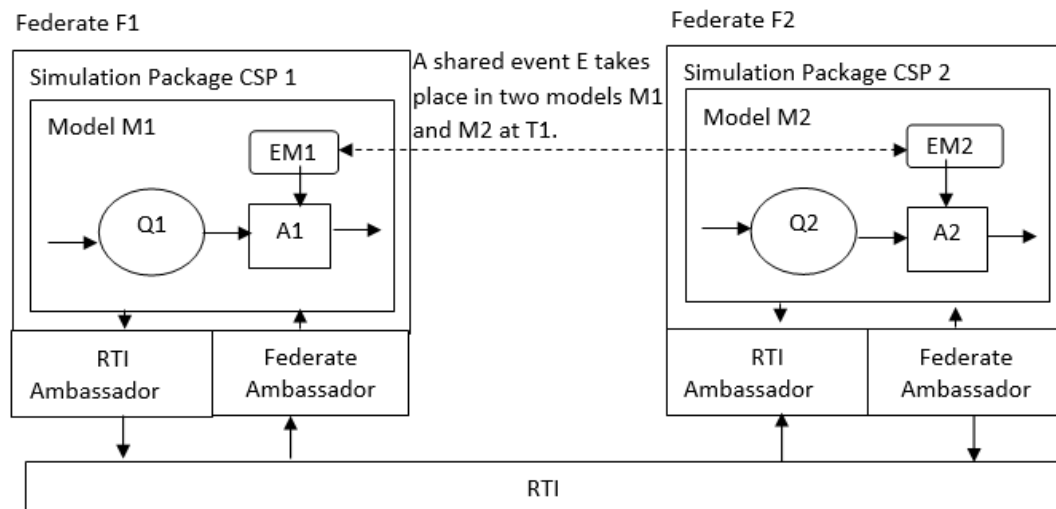 Federate F1
Federate F2
Simulation Package CSP 1
A shared event E takes
place in two models M1
and M2 at T1.
Simulation Package CSP 2
Model M1
Model M2
EM1
EM2
Q1
A1
Q2
A2
RTI
Ambassador
Federate
Ambassador
RTI
Ambassador
Federate
Ambassador
RTI